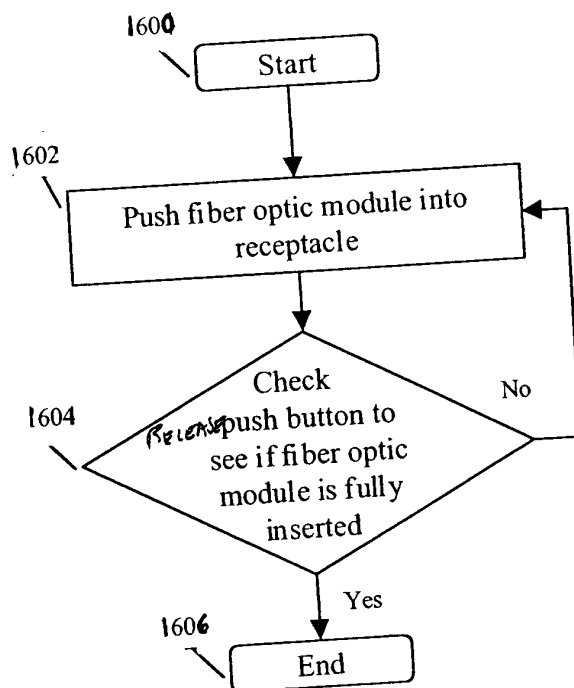 1600
Start
1602
Push fiber optic module into
receptacle
Check
1604
RELEASE push button to
see if fiber optic
module is fully
inserted
No
Yes
1606
End